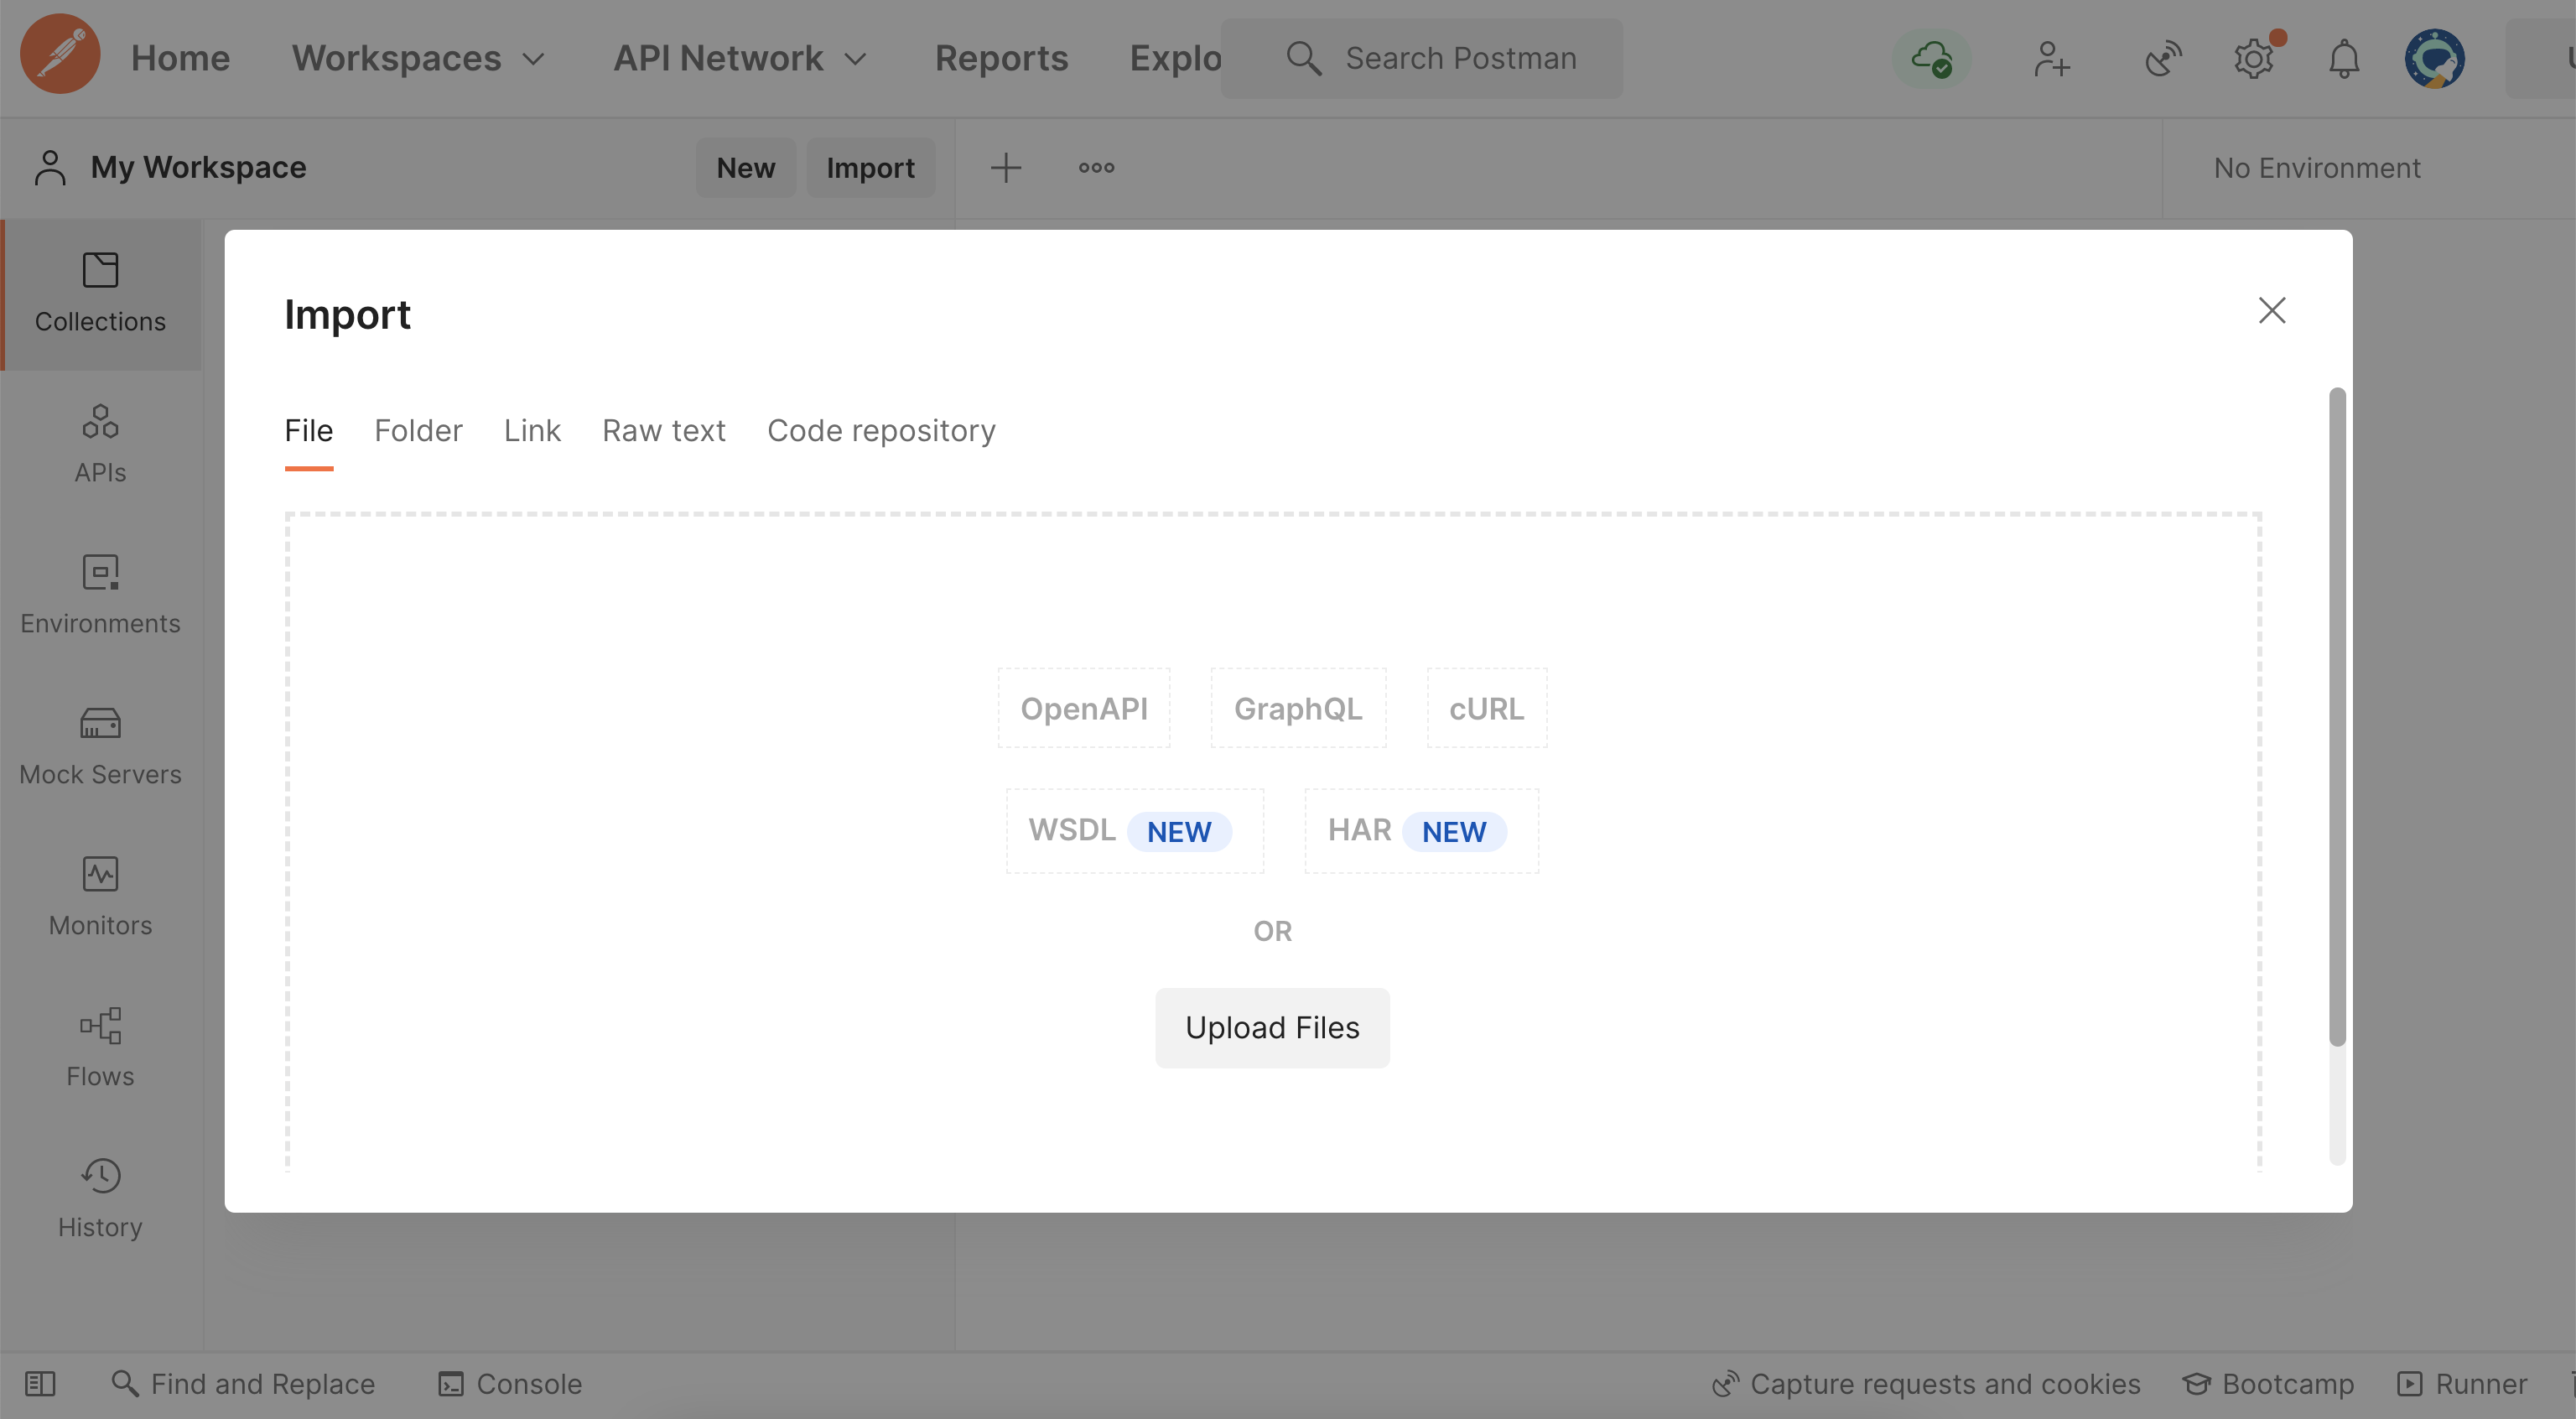 Home Workspaces API Network Reports Explo Search Postman
My Workspace New Import No Environment
Collections
APIs
Environments
Mock Servers
Monitors
Flows
History
Import
File Folder Link Raw text Code repository
OpenAPI GraphQL cURL
WSDL NEW HAR NEW
OR
Upload Files
Find and Replace Console Capture requests and cookies Bootcamp Runner